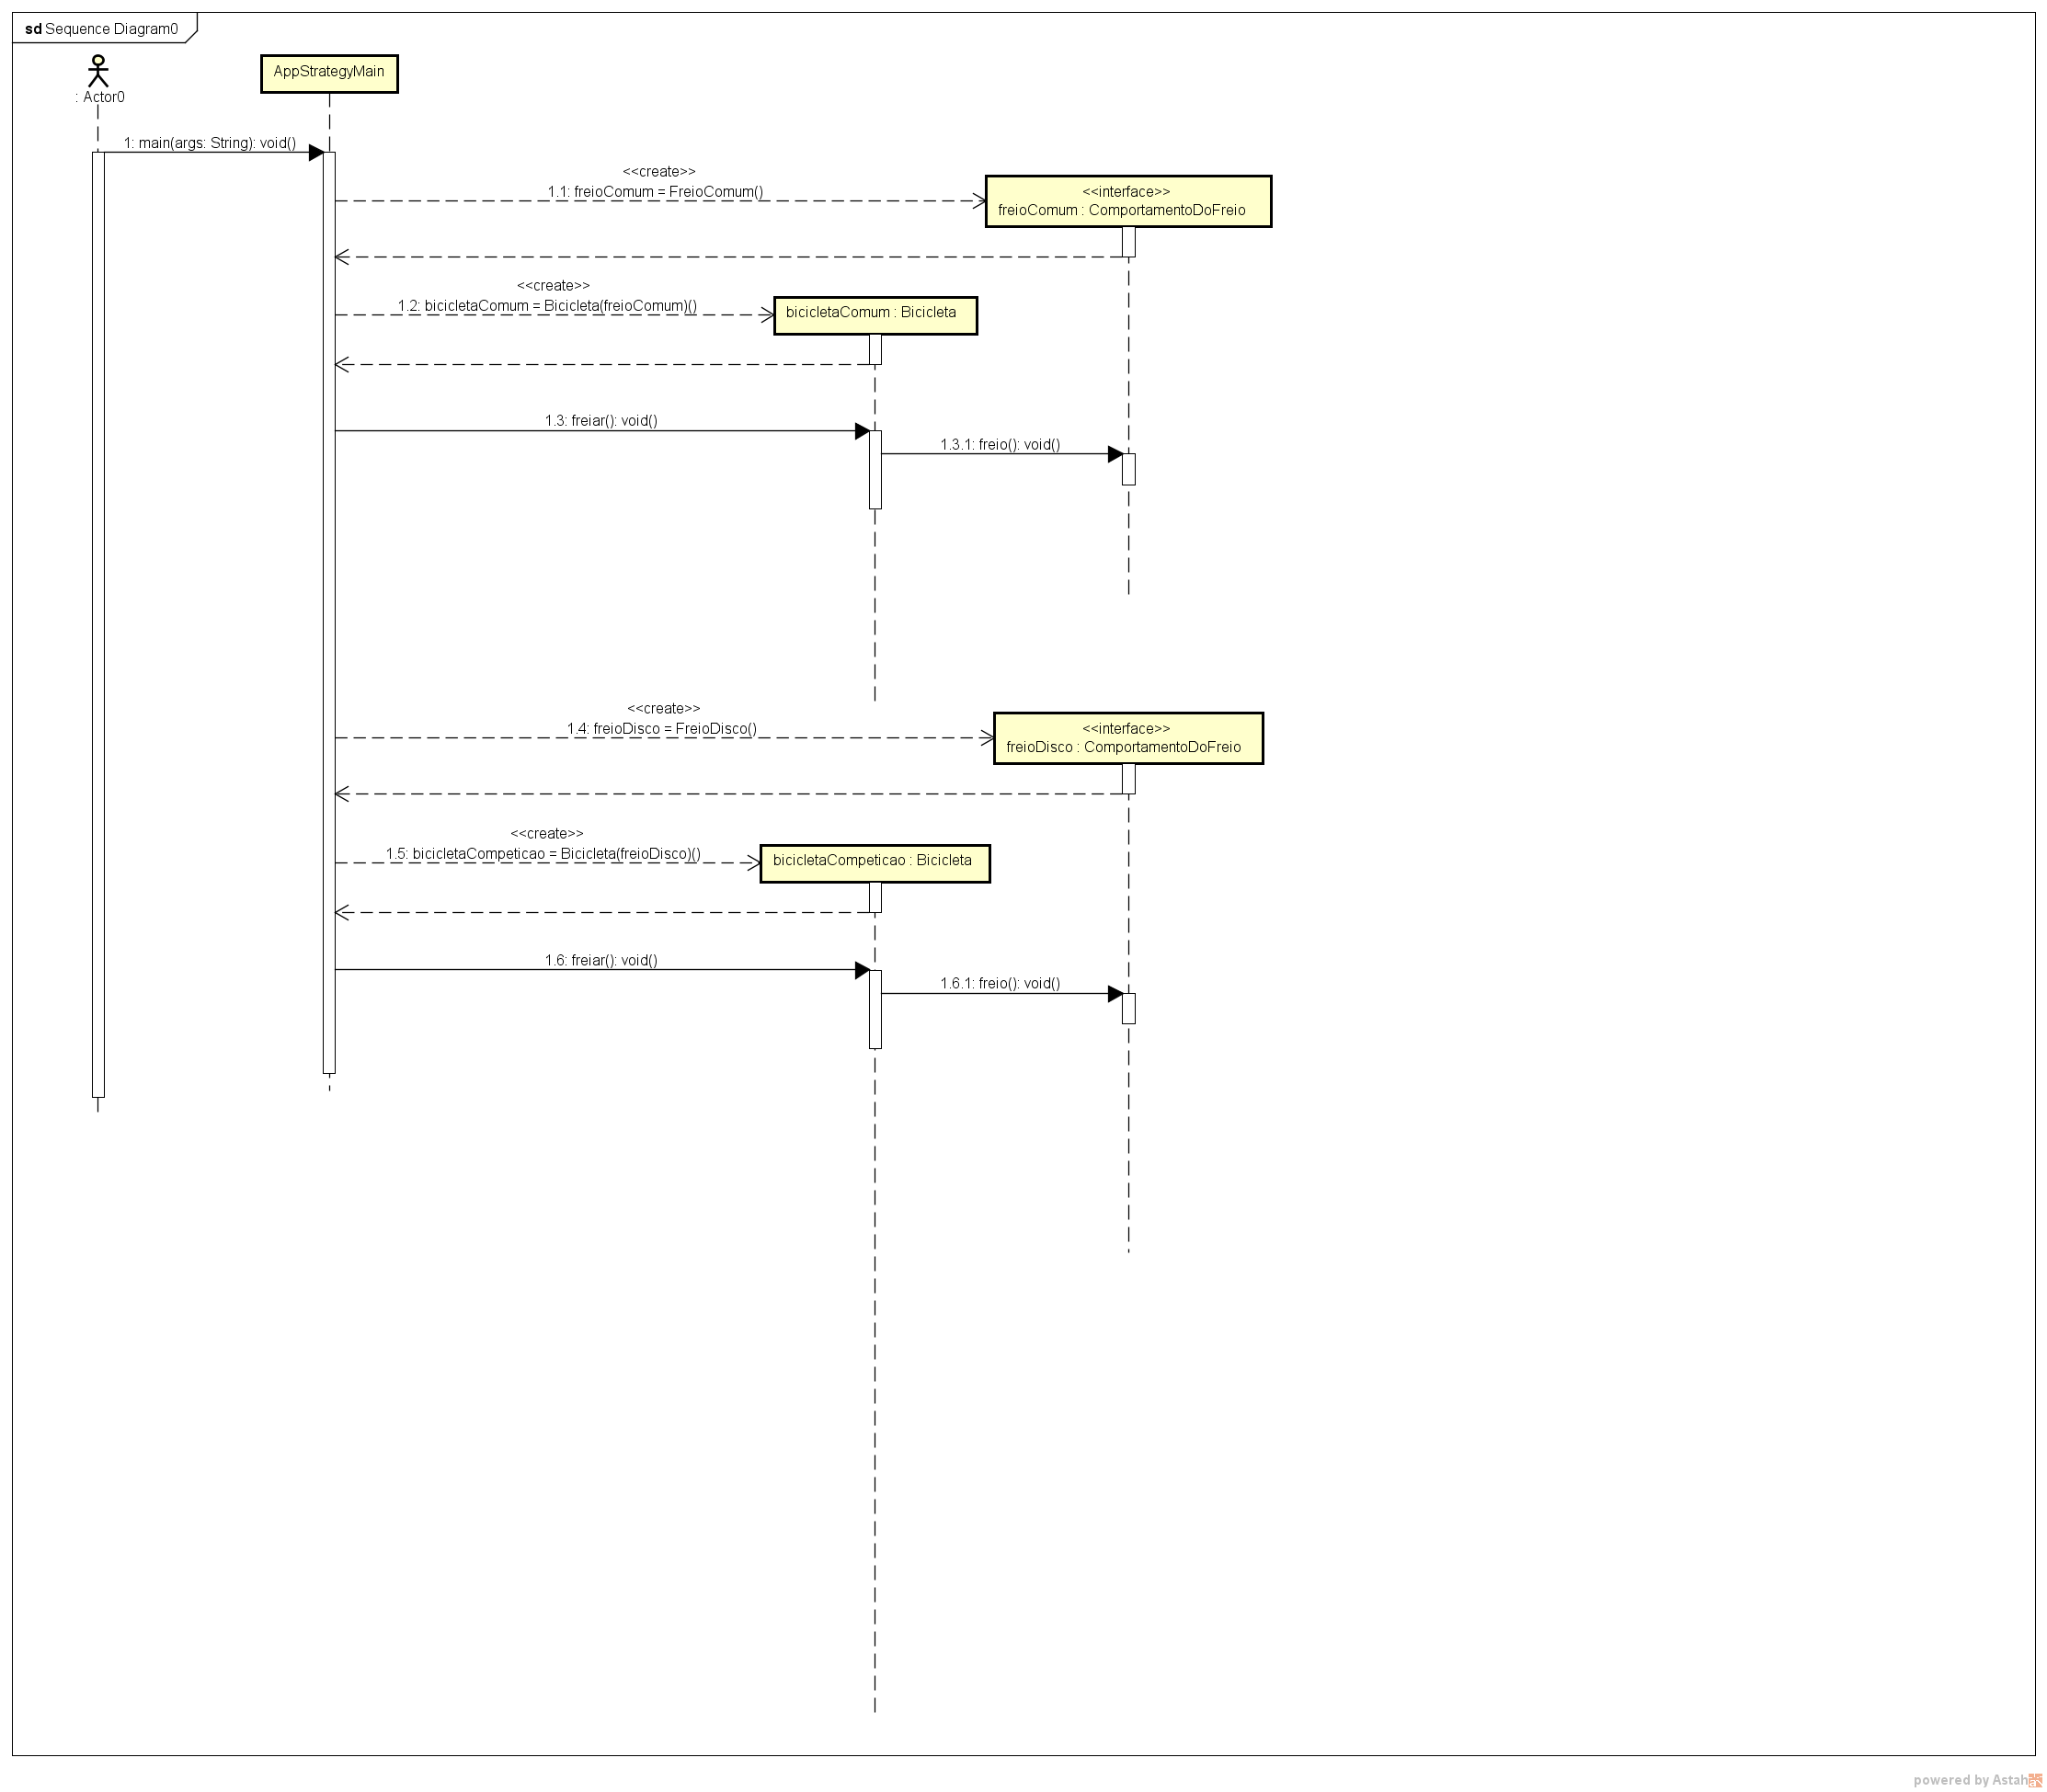 sd Sequence Diagram0
: Actor0
AppStrategyMain
1: main(args: String): void()
<<create>>
1.1: freioComum = FreioComum()
<<interface>>
freioComum : ComportamentoDoFreio
<<create>>
1.2: bicicletaComum = Bicicleta(freioComum)()
bicicletaComum : Bicicleta
1.3: freiar(): void()
1.3.1: freio(): void()
<<create>>
1.4: freioDisco = FreioDisco()
<<interface>>
freioDisco : ComportamentoDoFreio
<<create>>
1.5: bicicletaCompeticao = Bicicleta(freioDisco)()
bicicletaCompeticao : Bicicleta
1.6: freiar(): void()
1.6.1: freio(): void()
powered by Astah